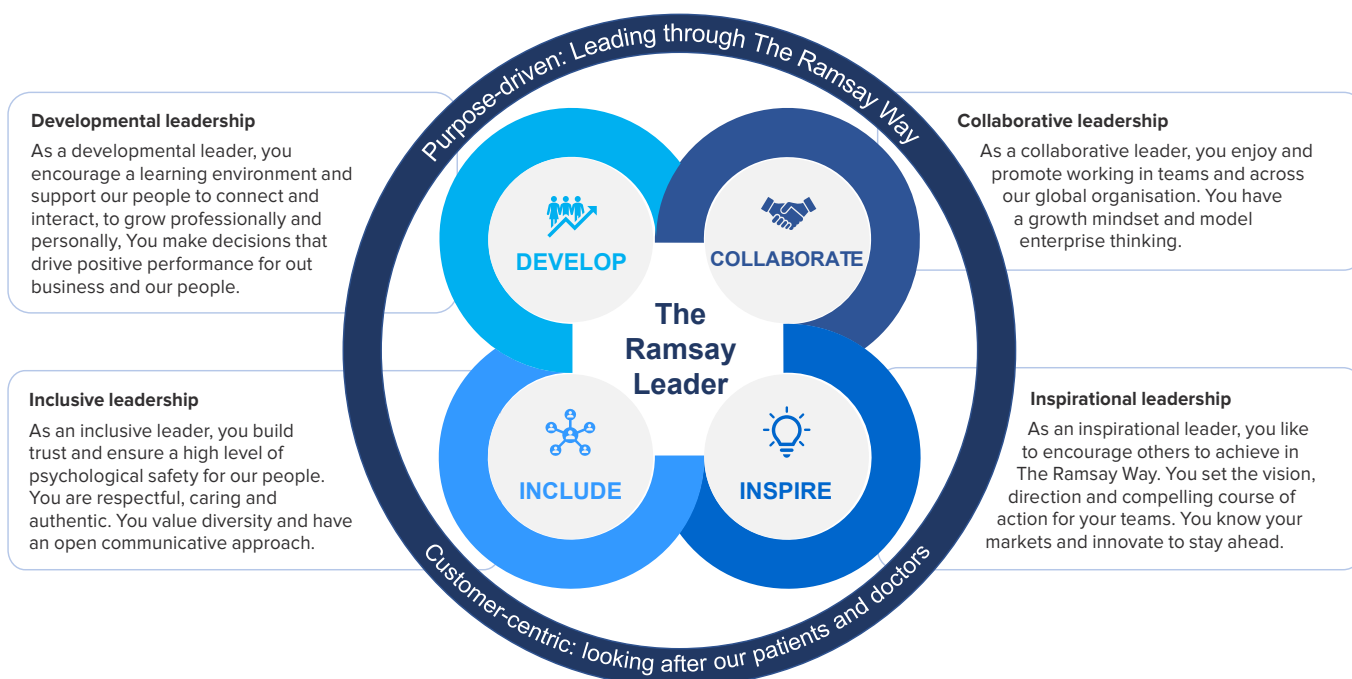 Purpose-driven: Leading through The Ramsay Way
Developmental leadership
As a developmental leader, you
encourage a learning environment and
support our people to connect and
interact, to grow professionally and
personally, You make decisions that
drive positive performance for out
business and our people.
Collaborative leadership
As a collaborative leader, you enjoy and
promote working in teams and across
our global organisation. You have
a growth mindset and model
enterprise thinking.
DEVELOP
COLLABORATE
The
Ramsay
Leader
Inclusive leadership
As an inclusive leader, you build
trust and ensure a high level of
psychological safety for our people.
You are respectful, caring and
authentic. You value diversity and have
an open communicative approach.
INCLUDE
INSPIRE
Inspirational leadership
As an inspirational leader, you like
to encourage others to achieve in
The Ramsay Way. You set the vision,
direction and compelling course of
action for your teams. You know your
markets and innovate to stay ahead.
Customer-centric: looking after our patients and doctors